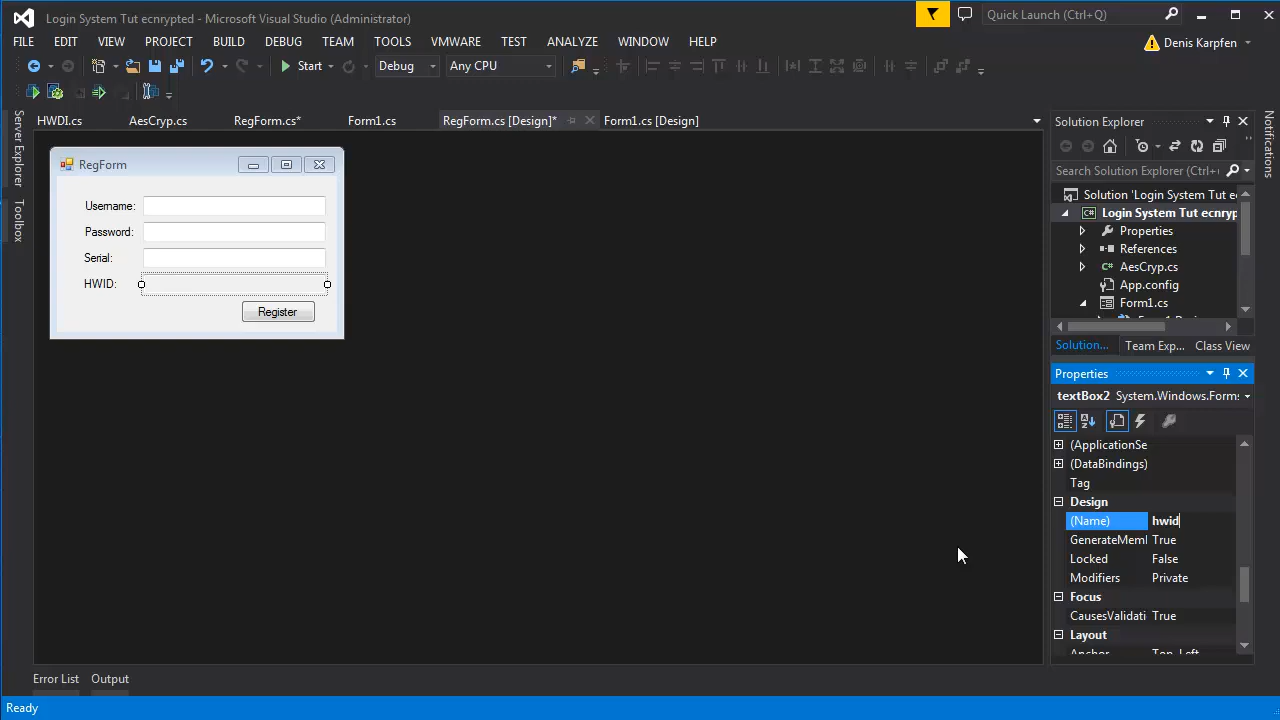 Login System Tut ecnrypted - Microsoft Visual Studio (Administrator)
Quick Launch (Ctrl+Q)
FILE EDIT VIEW PROJECT BUILD DEBUG TEAM TOOLS VMWARE TEST ANALYZE WINDOW HELP
Denis Karpfen
Start Debug Any CPU
HWDI.cs AesCryp.cs RegForm.cs* Form1.cs RegForm.cs [Design]* Form1.cs [Design]
Server Explorer
Toolbox
RegForm
Username:
Password:
Serial:
HWID:
Register
Solution Explorer
Search Solution Explorer (Ctrl+
Solution 'Login System Tut e
Login System Tut ecnryp
Properties
References
AesCryp.cs
App.config
Form1.cs
Solution... Team Exp... Class View
Properties
textBox2 System.Windows.Forms
(ApplicationSe
(DataBindings)
Tag
Design
(Name) hwid
GenerateMeml True
Locked False
Modifiers Private
Focus
CausesValidati True
Layout
Anchor Top, Left
Notifications
Error List Output
Ready